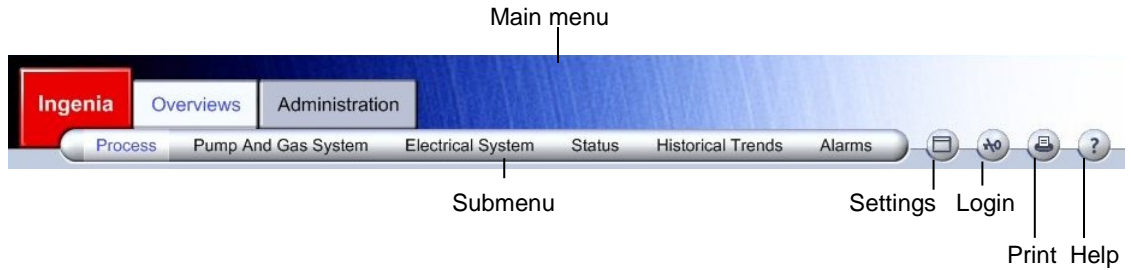 Main menu
Ingenia Overviews Administration
Process Pump And Gas System Electrical System Status Historical Trends Alarms ?
Submenu Settings Login
Print Help